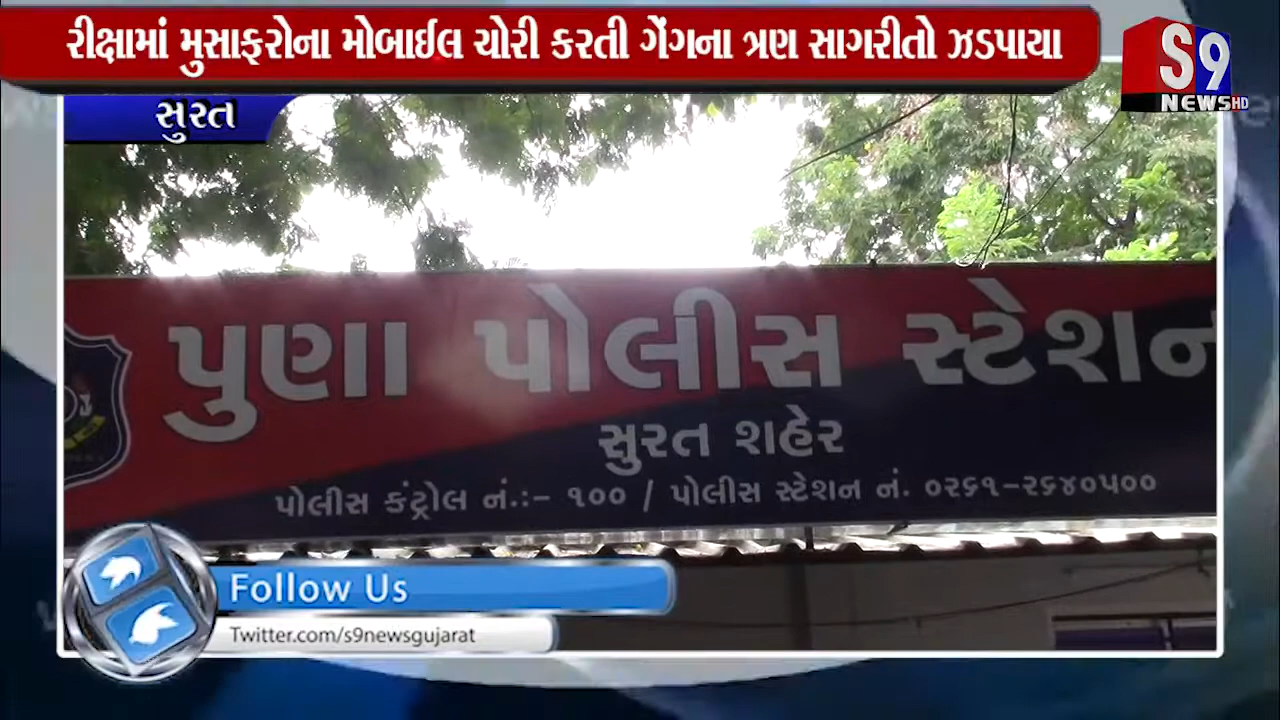 રીક્ષામાં મુસાફરોના મોબાઈલ ચોરી કરતી ગેંગના ત્રણ સાગરીતો ઝડપાયા
S9
NEWS HD
સુરત
પુણા પોલીસ સ્ટેશન
સુરત શહેર
પોલીસ કંટ્રોલ નં.:- ૧૦૦ / પોલીસ સ્ટેશન નં. ૦૨૬૧-૨૬૪૦૫૦૦
Follow Us
Twitter.com/s9newsgujarat